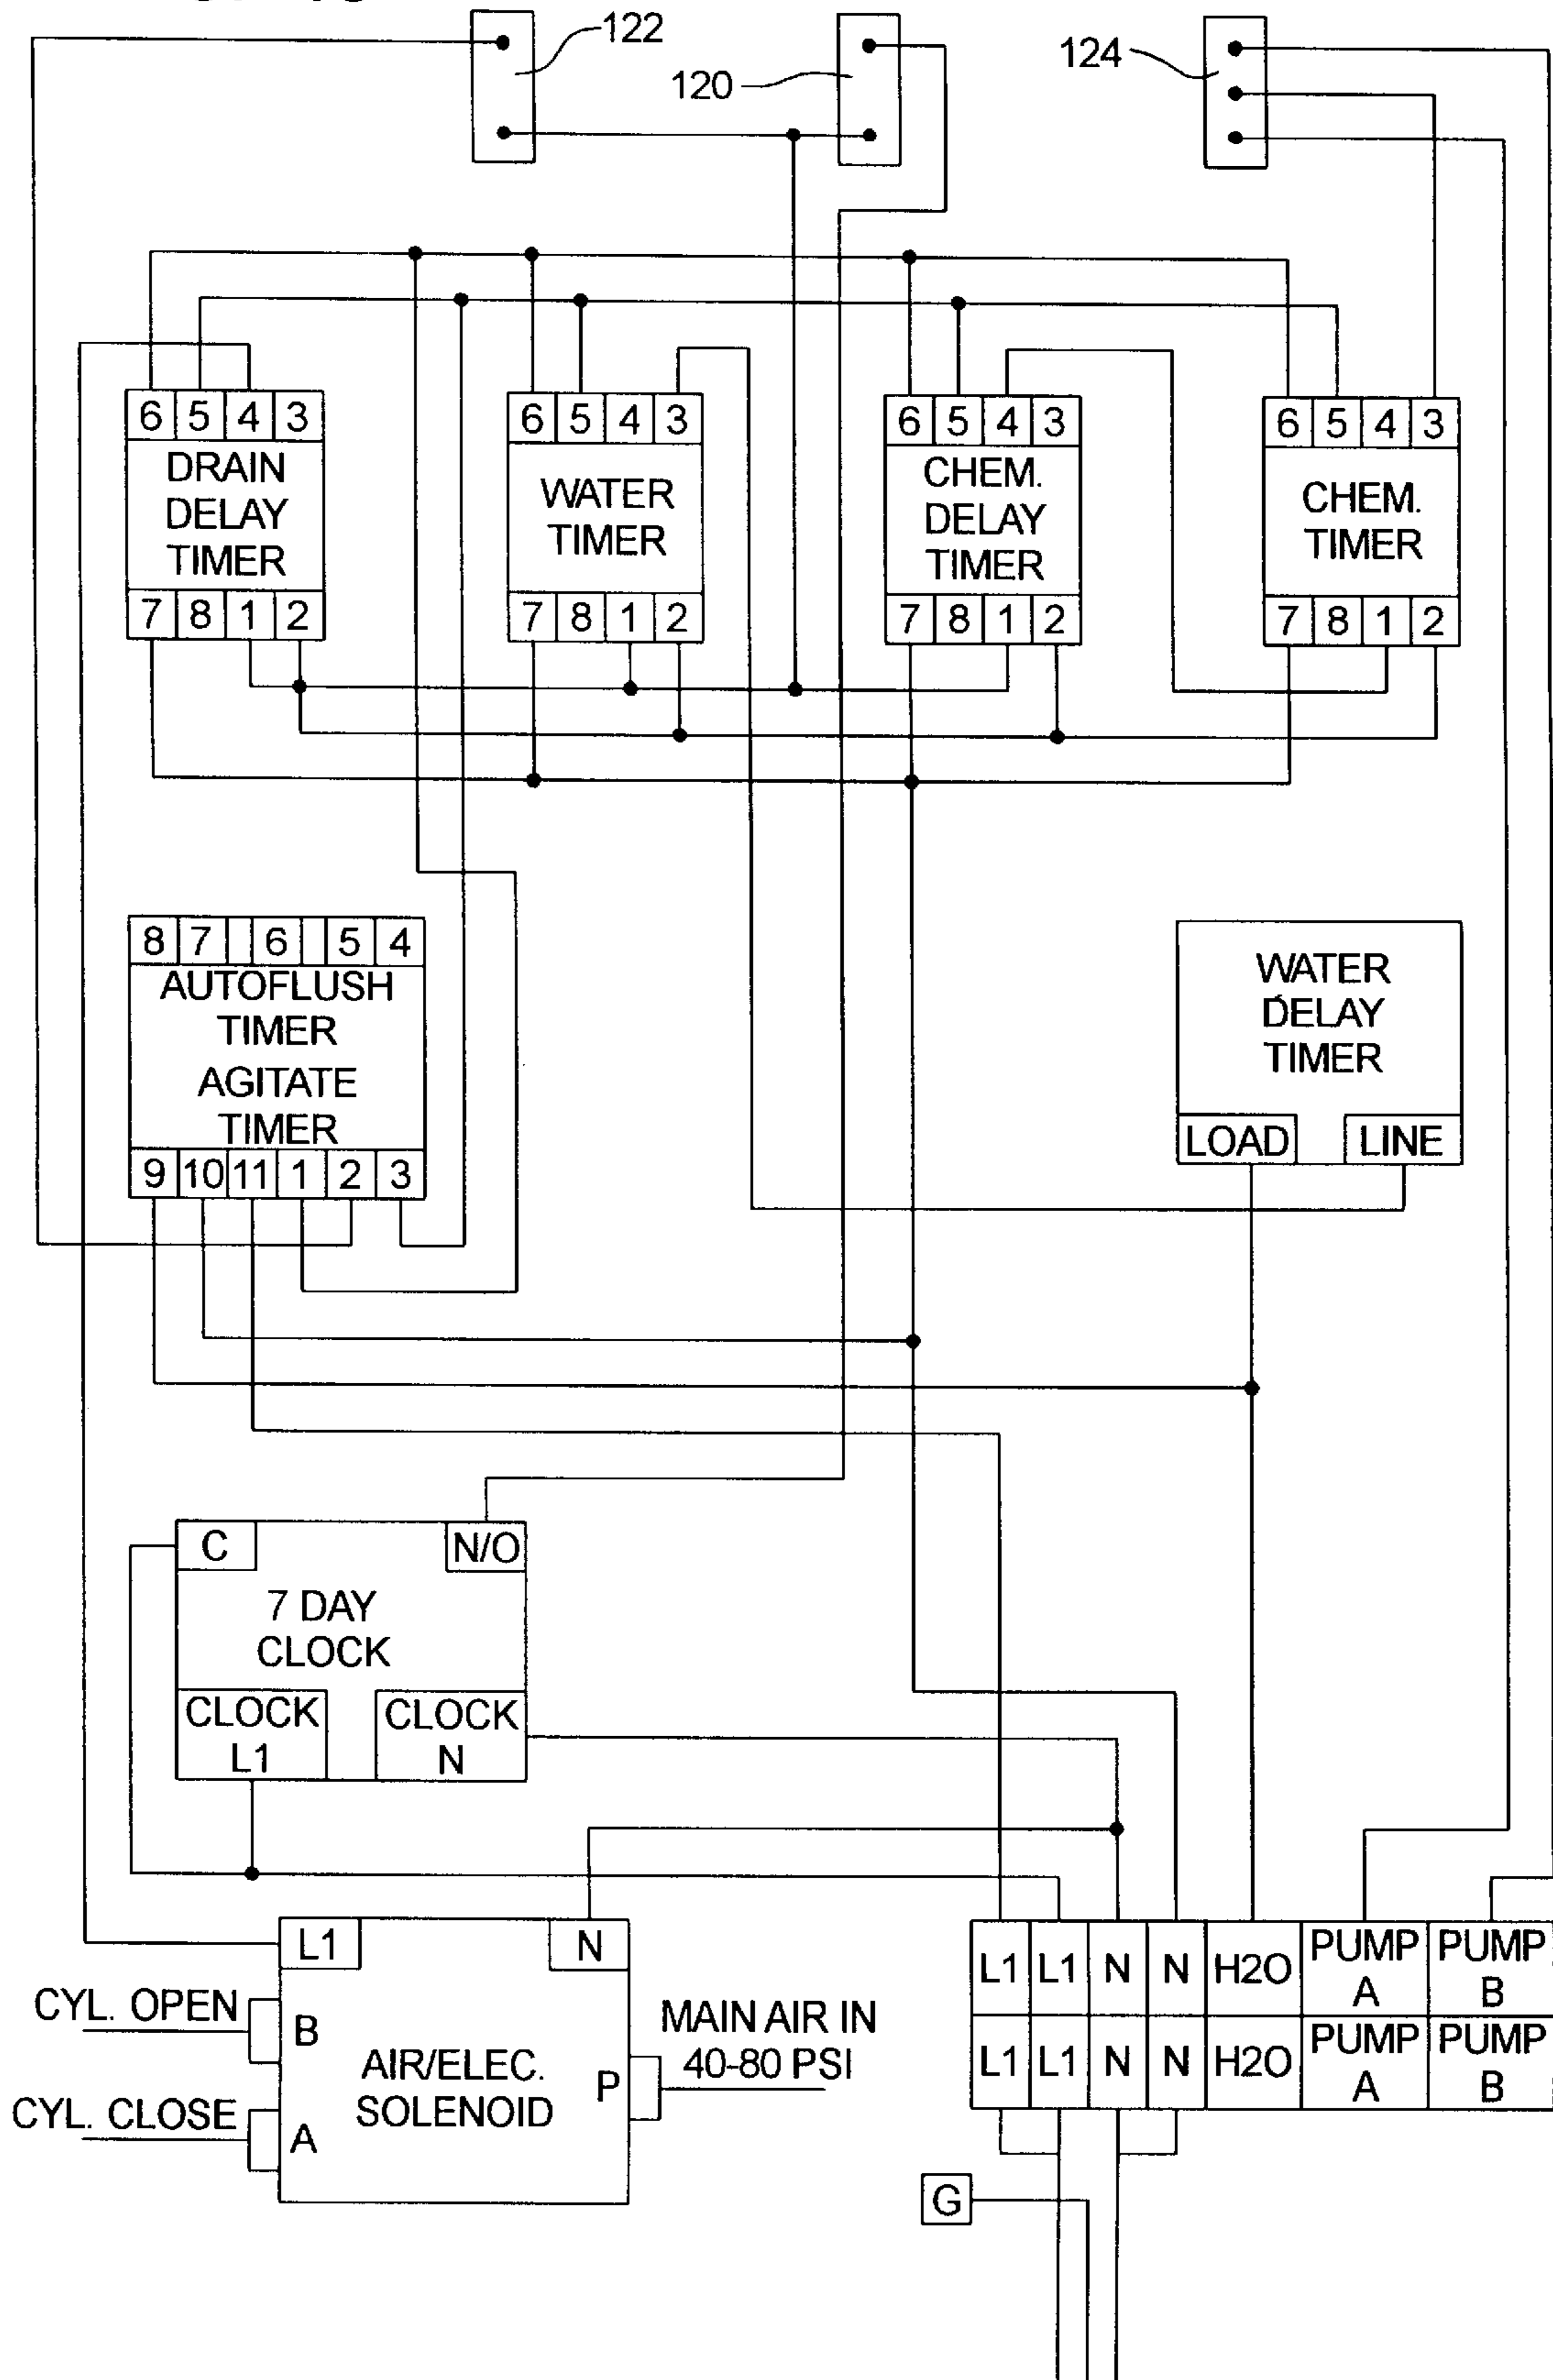 122
120
124
6 5 4 3
DRAIN
DELAY
TIMER
7 8 1 2
6 5 4 3
WATER
TIMER
7 8 1 2
6 5 4 3
CHEM.
DELAY
TIMER
7 8 1 2
6 5 4 3
CHEM.
TIMER
7 8 1 2
8 7 6 5 4
AUTOFLUSH
TIMER
AGITATE
TIMER
9 10 11 1 2 3
WATER
DELAY
TIMER
LOAD LINE
C N/O
7 DAY
CLOCK
CLOCK
L1
CLOCK
N
L1 N
CYL. OPEN
B
AIR/ELEC.
SOLENOID
CYL. CLOSE
A
P
MAIN AIR IN
40-80 PSI
L1 L1 N N H2O PUMP A PUMP B
L1 L1 N N H2O PUMP A PUMP B
G